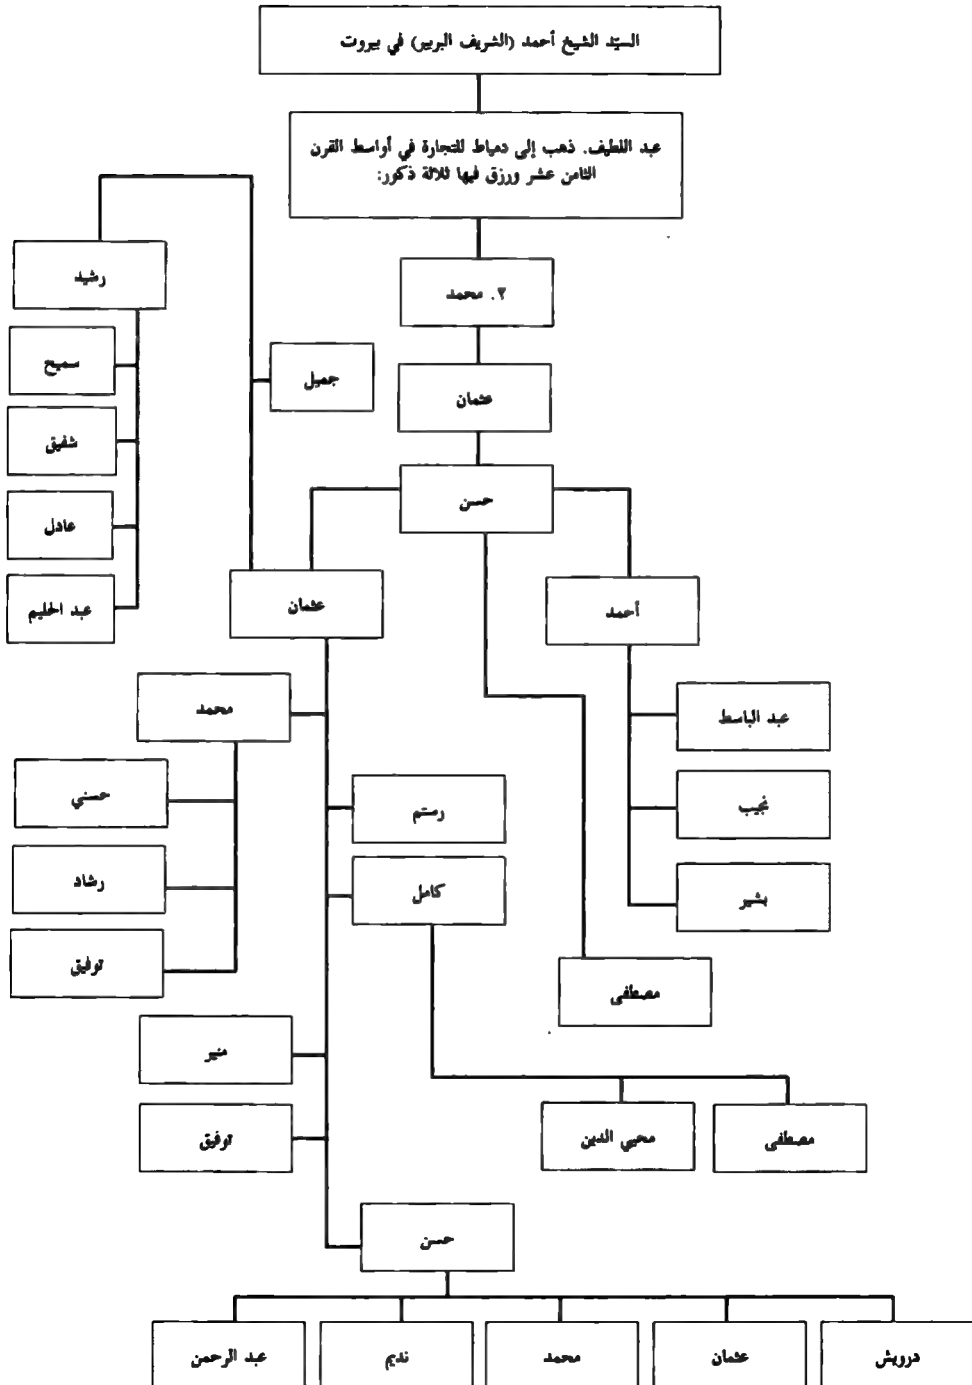 السيّد الشيخ أحمد (الشريف البربير) في بيروت
عبد اللطيف. ذهب إلى دمياط للتجارة في أواسط القرن
الثامن عشر ورزق فيها ثلاثة ذكور:
٢. محمد
عثمان
حسن
رشيد
سميح
شفيق
عادل
عبد الحليم
جميل
عثمان
أحمد
عبد الباسط
نجيب
بشير
مصطفى
محمد
حسني
رشاد
توفيق
رستم
كامل
مصطفى
محيي الدين
منير
توفيق
حسن
درويش
عثمان
محمد
نديم
عبد الرحمن